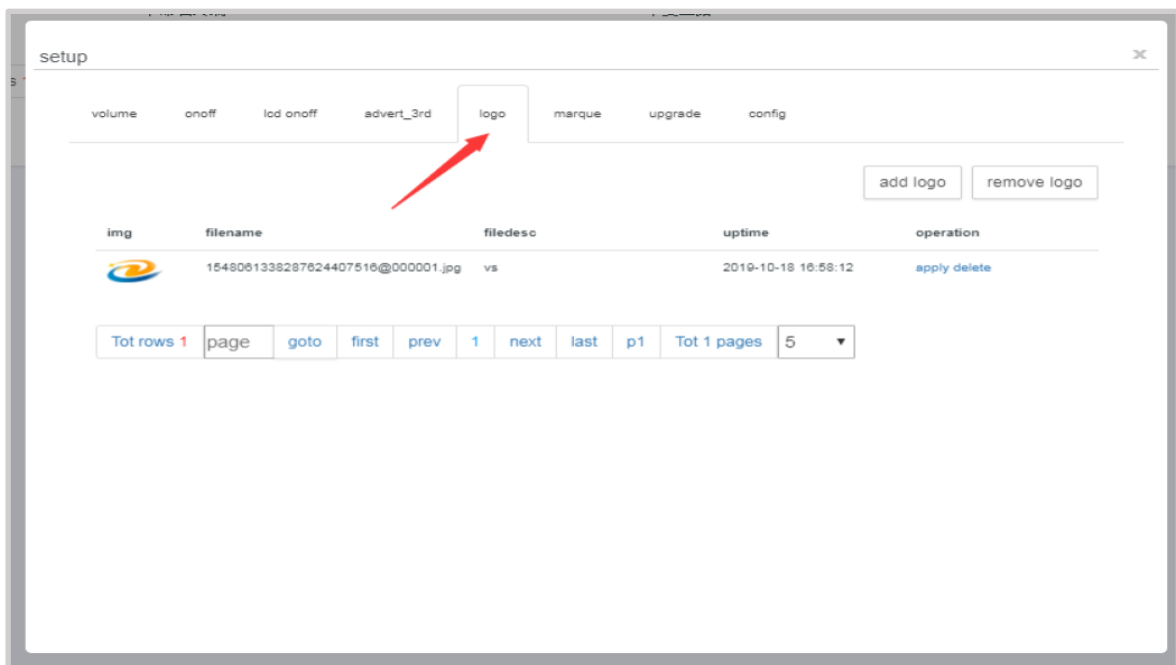 setup ×
volume onoff lcd onoff advert_3rd logo marque upgrade config
add logo remove logo
img filename filedesc uptime operation
1548061338287624407516@000001.jpg vs 2019-10-18 16:58:12 apply delete
Tot rows 1 page goto first prev 1 next last p1 Tot 1 pages 5